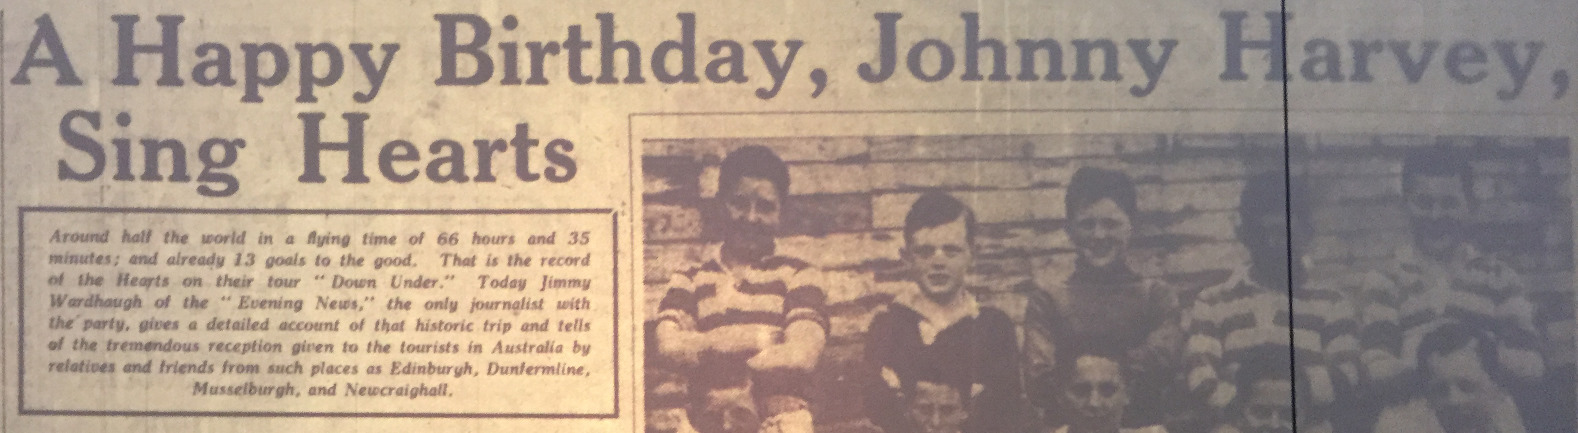 A Happy Birthday, Johnny Harvey,
Sing Hearts
Around half the world in a flying time of 66 hours and 35
minutes; and already 13 goals to the good. That is the record
of the Hearts on their tour "Down Under." Today Jimmy
Wardhaugh of the "Evening News," the only journalist with
the party, gives a detailed account of that historic trip and tells
of the tremendous reception given to the tourists in Australia by
relatives and friends from such places as Edinburgh, Dunfermline,
Musselburgh, and Newcraighall.